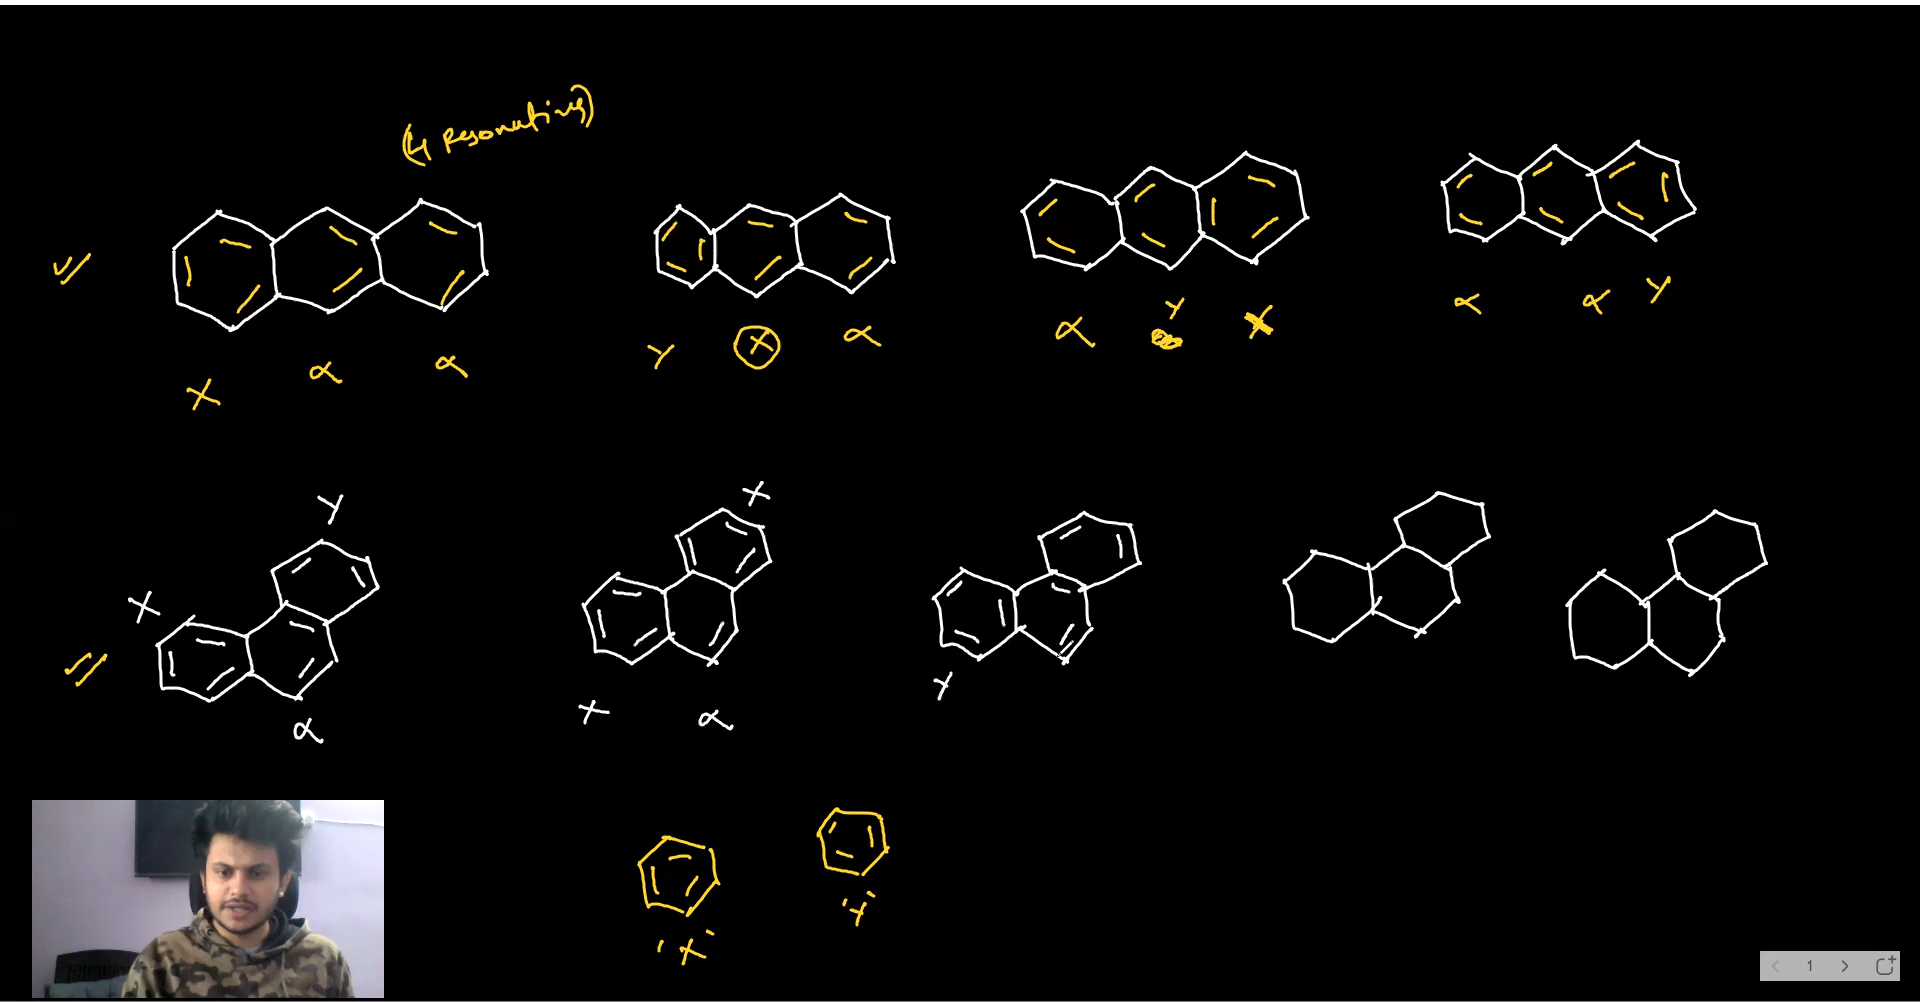 (4 Resonating)
X α α
Y X α
α Y X
α α Y
X Y α
X X α
Y
'X' 'Y'
1